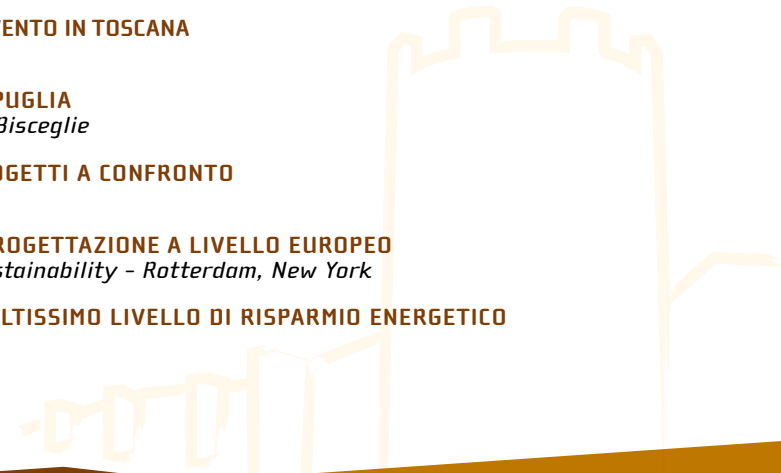 ENTO IN TOSCANA
PUGLIA
Bisceglie
OGETTI A CONFRONTO
ROGETTAZIONE A LIVELLO EUROPEO
stainability - Rotterdam, New York
LTISSIMO LIVELLO DI RISPARMIO ENERGETICO